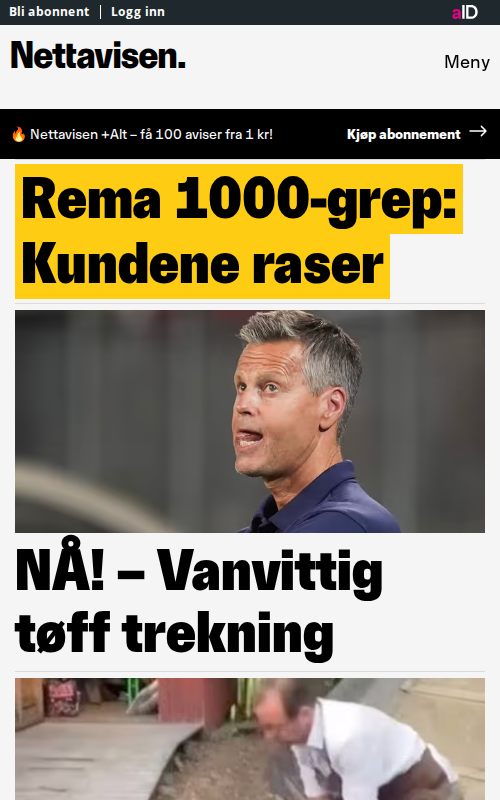 Bli abonnent
Logg inn
aID
Nettavisen.
Meny
🔥 Nettavisen +Alt – få 100 aviser fra 1 kr!
Kjøp abonnement →
Rema 1000-grep:
Kundene raser
NÅ! – Vanvittig
tøff trekning